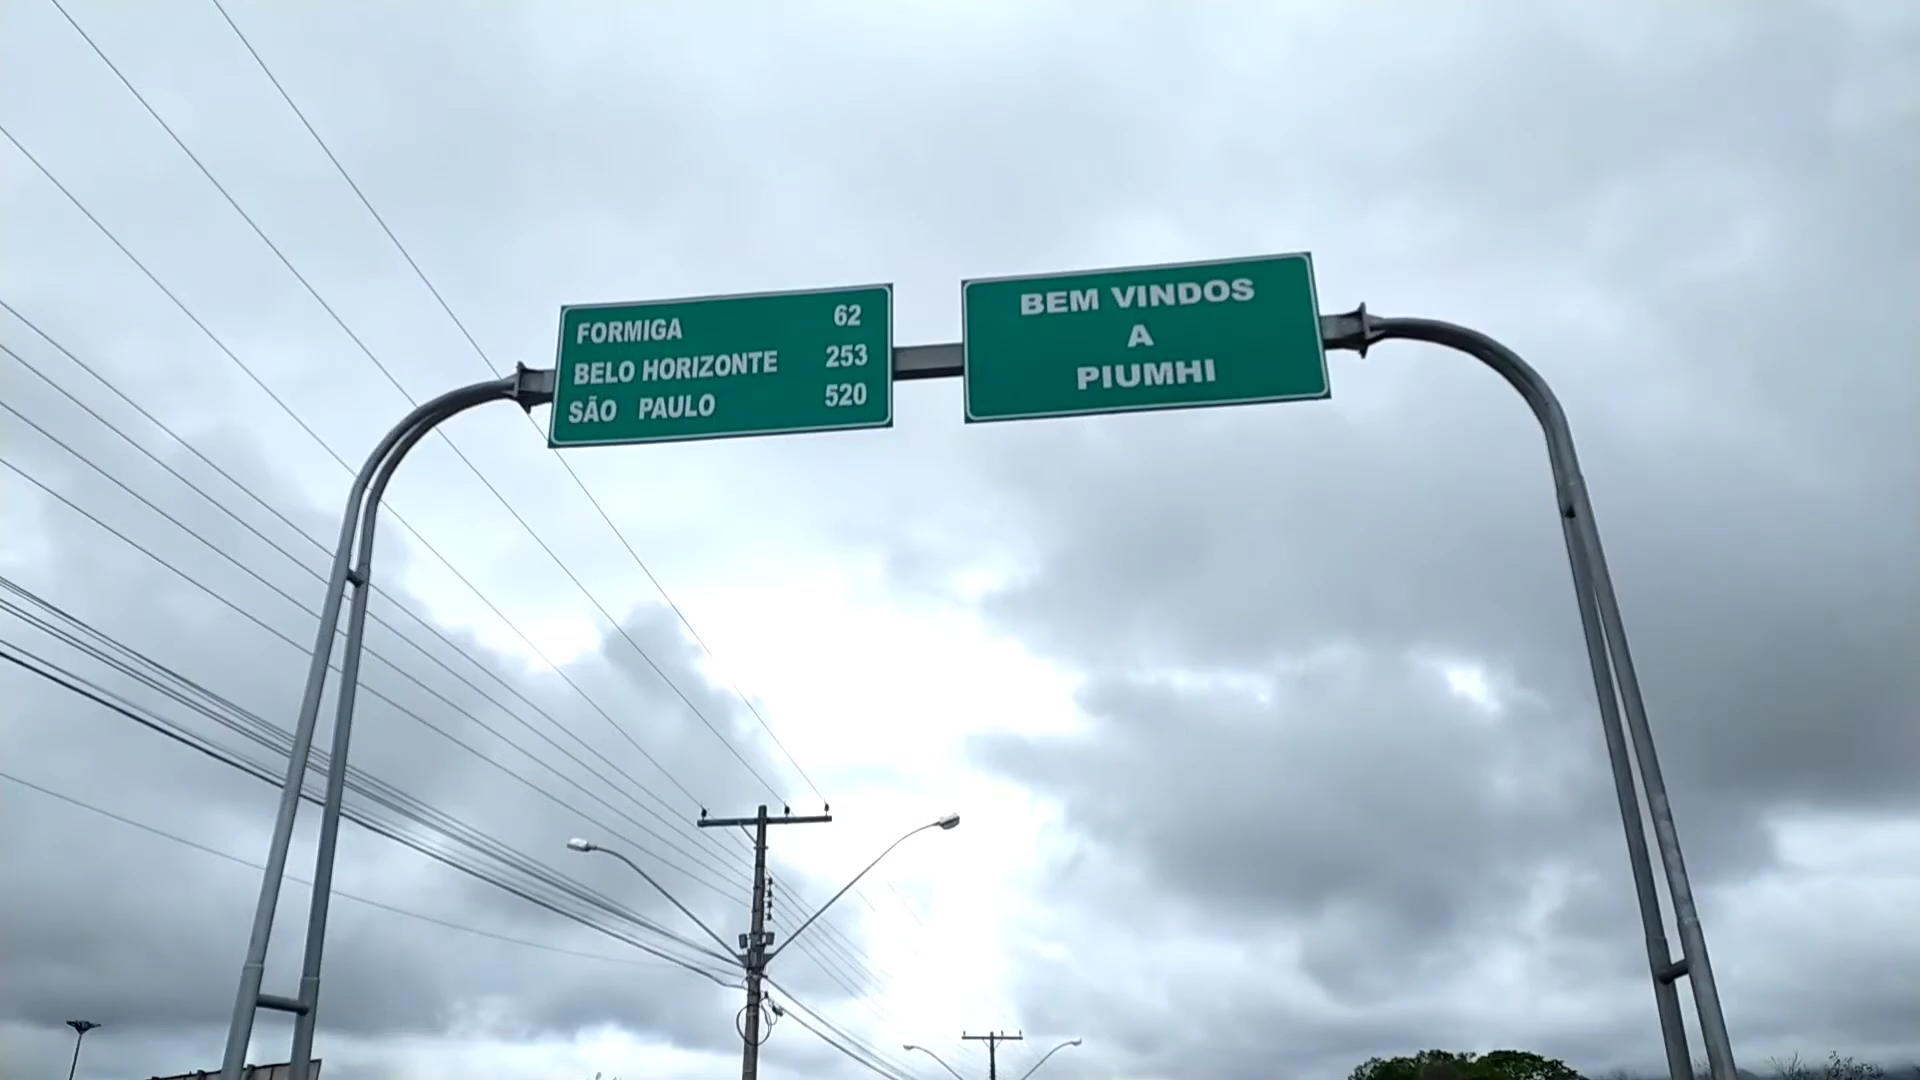 FORMIGA 62
BELO HORIZONTE 253
SÃO PAULO 520
BEM VINDOS
A
PIUMHI